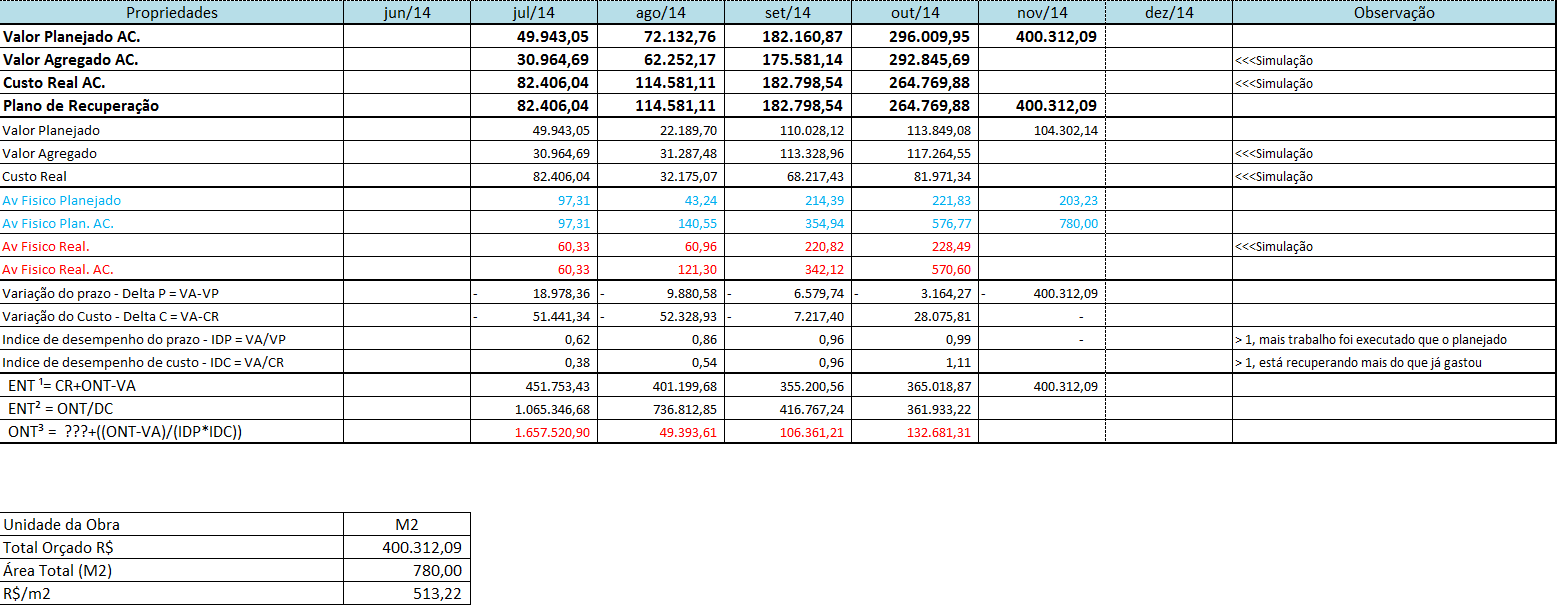 Propriedades jun/14 jul/14 ago/14 set/14 out/14 nov/14 dez/14 Observação
Valor Planejado AC. 49.943,05 72.132,76 182.160,87 296.009,95 400.312,09
Valor Agregado AC. 30.964,69 62.252,17 175.581,14 292.845,69 <<<Simulação
Custo Real AC. 82.406,04 114.581,11 182.798,54 264.769,88 <<<Simulação
Plano de Recuperação 82.406,04 114.581,11 182.798,54 264.769,88 400.312,09
Valor Planejado 49.943,05 22.189,70 110.028,12 113.849,08 104.302,14
Valor Agregado 30.964,69 31.287,48 113.328,96 117.264,55 <<<Simulação
Custo Real 82.406,04 32.175,07 68.217,43 81.971,34 <<<Simulação
Av Fisico Planejado 97,31 43,24 214,39 221,83 203,23
Av Fisico Plan. AC. 97,31 140,55 354,94 576,77 780,00
Av Fisico Real. 60,33 60,96 220,82 228,49 <<<Simulação
Av Fisico Real. AC. 60,33 121,30 342,12 570,60
Variação do prazo - Delta P = VA-VP - 18.978,36 - 9.880,58 - 6.579,74 - 3.164,27 - 400.312,09
Variação do Custo - Delta C = VA-CR - 51.441,34 - 52.328,93 - 7.217,40 28.075,81 -
Indice de desempenho do prazo - IDP = VA/VP 0,62 0,86 0,96 0,99 - > 1, mais trabalho foi executado que o planejado
Indice de desempenho de custo - IDC = VA/CR 0,38 0,54 0,96 1,11 > 1, está recuperando mais do que já gastou
ENT ¹= CR+ONT-VA 451.753,43 401.199,68 355.200,56 365.018,87 400.312,09
ENT² = ONT/DC 1.065.346,68 736.812,85 416.767,24 361.933,22
ONT³ = ???+((ONT-VA)/(IDP*IDC)) 1.657.520,90 49.393,61 106.361,21 132.681,31
Unidade da Obra M2
Total Orçado R$ 400.312,09
Área Total (M2) 780,00
R$/m2 513,22